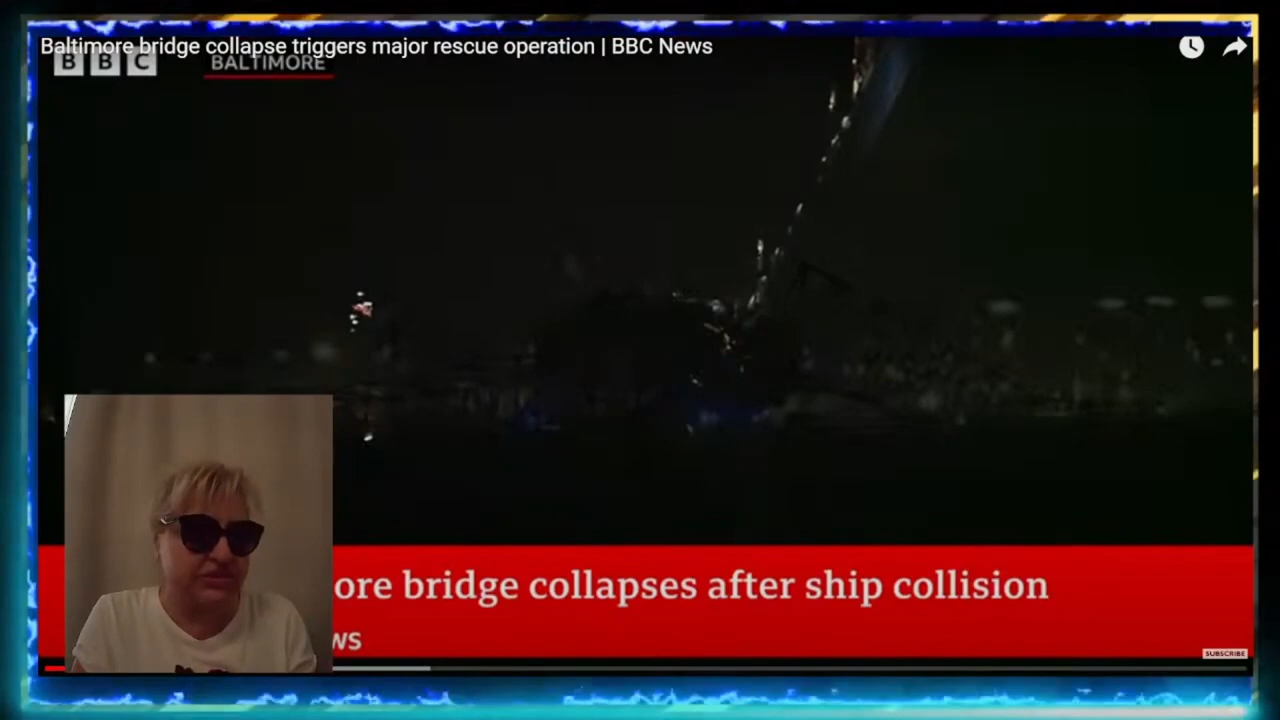 Baltimore bridge collapse triggers major rescue operation | BBC News
BBC BALTIMORE
ore bridge collapses after ship collision
WS
SUBSCRIBE